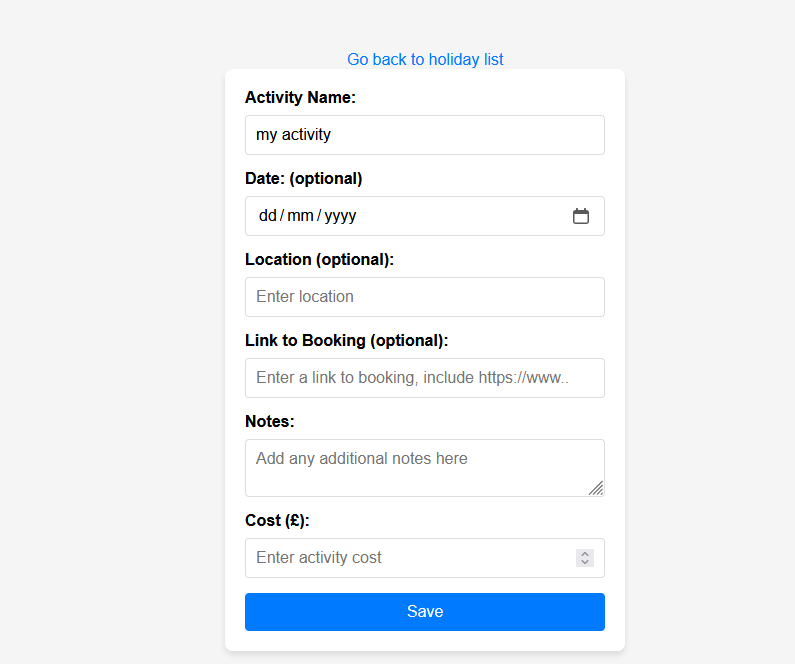 Go back to holiday list
Activity Name:
my activity
Date: (optional)
dd/mm/yyyy
Location (optional):
Enter location
Link to Booking (optional):
Enter a link to booking, include https://www..
Notes:
Add any additional notes here
Cost (£):
Enter activity cost
Save